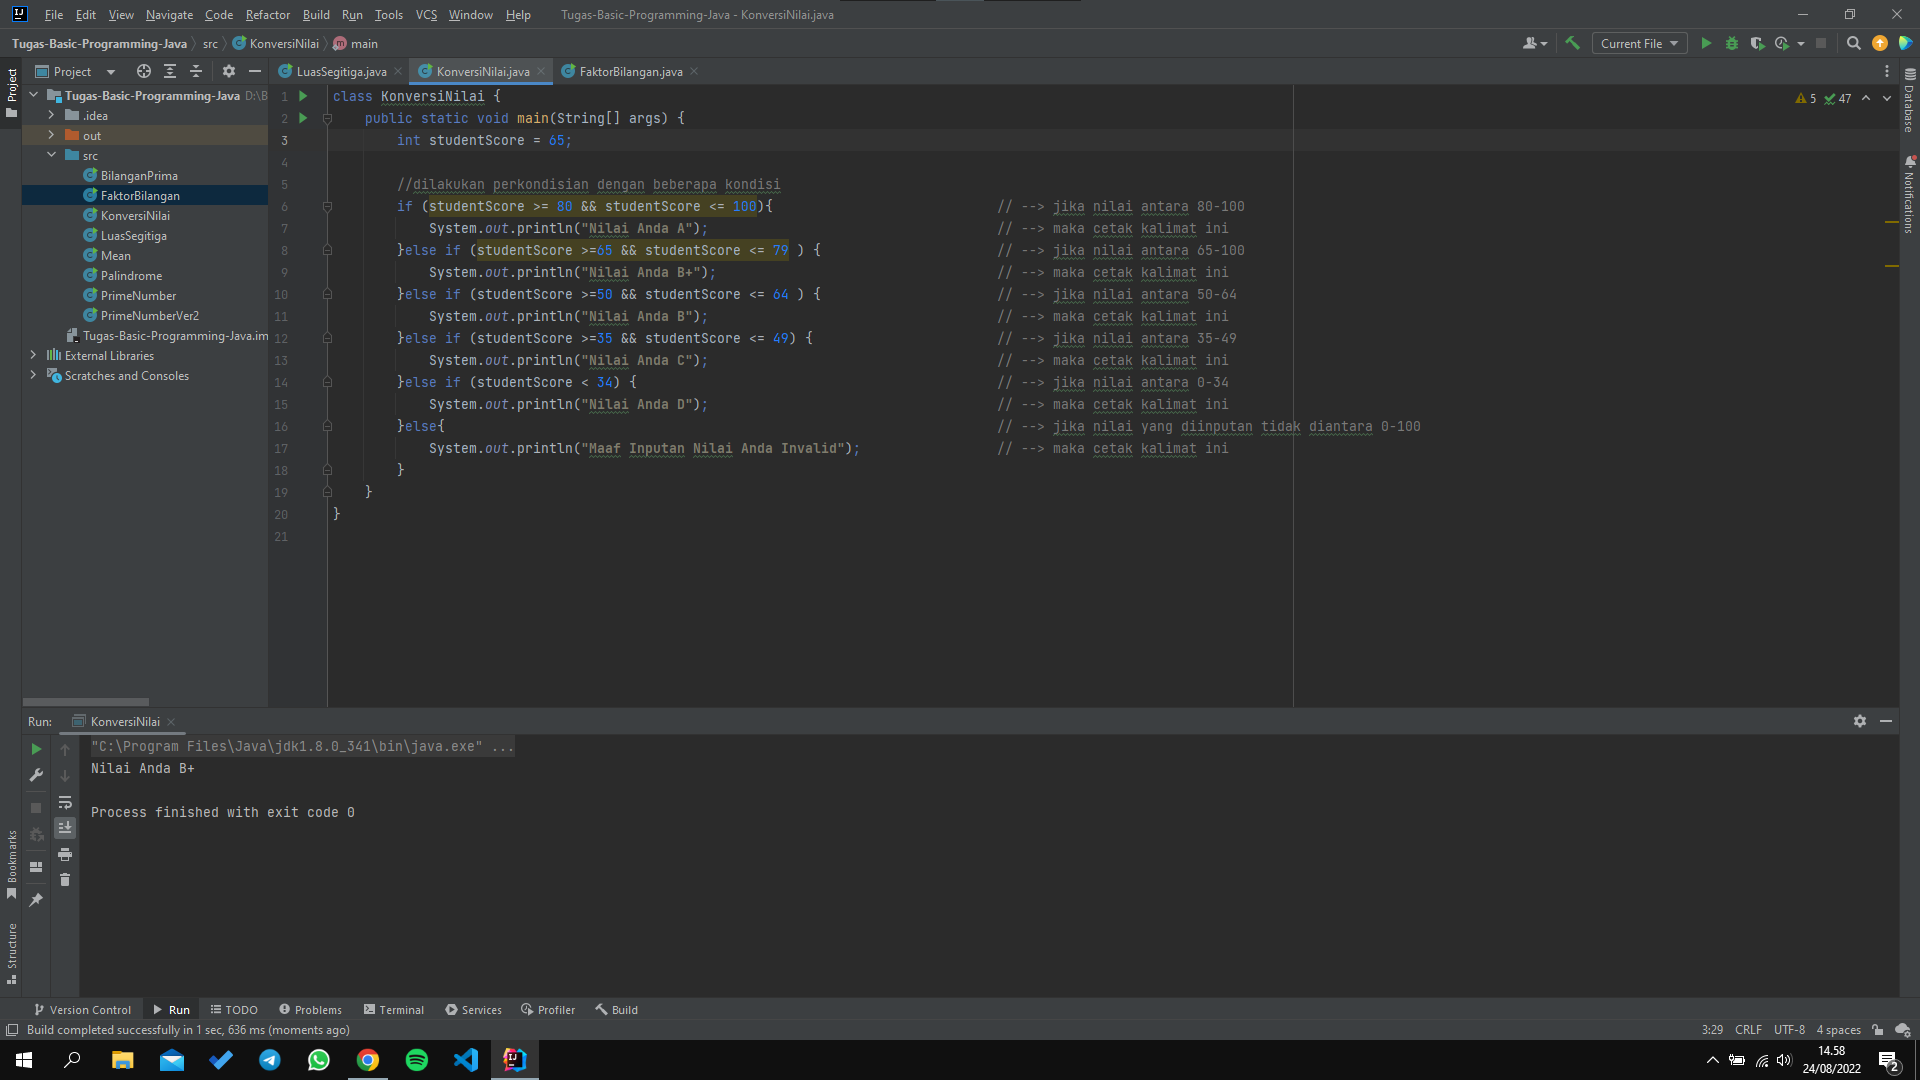 File Edit View Navigate Code Refactor Build Run Tools VCS Window Help Tugas-Basic-Programming-Java - KonversiNilai.java
Tugas-Basic-Programming-Java src KonversiNilai main Current File
Project LuasSegitiga.java KonversiNilai.java FaktorBilangan.java
Project
Tugas-Basic-Programming-Java D:\B
.idea
out
src
BilanganPrima
FaktorBilangan
KonversiNilai
LuasSegitiga
Mean
Palindrome
PrimeNumber
PrimeNumberVer2
Tugas-Basic-Programming-Java.im
External Libraries
Scratches and Consoles
5 47
1 class KonversiNilai {
2 public static void main(String[] args) {
3 int studentScore = 65;
4
5 //dilakukan perkondisian dengan beberapa kondisi
6 if (studentScore >= 80 && studentScore <= 100){ // --> jika nilai antara 80-100
7 System.out.println("Nilai Anda A"); // --> maka cetak kalimat ini
8 }else if (studentScore >=65 && studentScore <= 79 ) { // --> jika nilai antara 65-100
9 System.out.println("Nilai Anda B+"); // --> maka cetak kalimat ini
10 }else if (studentScore >=50 && studentScore <= 64 ) { // --> jika nilai antara 50-64
11 System.out.println("Nilai Anda B"); // --> maka cetak kalimat ini
12 }else if (studentScore >=35 && studentScore <= 49) { // --> jika nilai antara 35-49
13 System.out.println("Nilai Anda C"); // --> maka cetak kalimat ini
14 }else if (studentScore < 34) { // --> jika nilai antara 0-34
15 System.out.println("Nilai Anda D"); // --> maka cetak kalimat ini
16 }else{ // --> jika nilai yang diinputan tidak diantara 0-100
17 System.out.println("Maaf Inputan Nilai Anda Invalid"); // --> maka cetak kalimat ini
18 }
19 }
20 }
21
Database
Notifications
Run: KonversiNilai
"C:\Program Files\Java\jdk1.8.0_341\bin\java.exe" ...
Nilai Anda B+
Process finished with exit code 0
Bookmarks
Structure
Version Control Run TODO Problems Terminal Services Profiler Build
Build completed successfully in 1 sec, 636 ms (moments ago) 3:29 CRLF UTF-8 4 spaces
14.58
24/08/2022
2